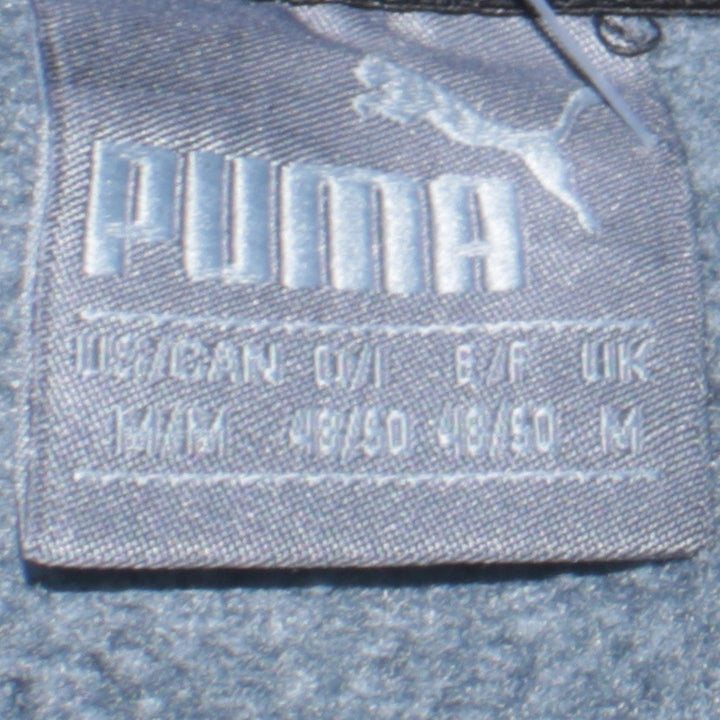 PUMA
US/CAN D/I E/F UK
M/M 48/50 48/50 M